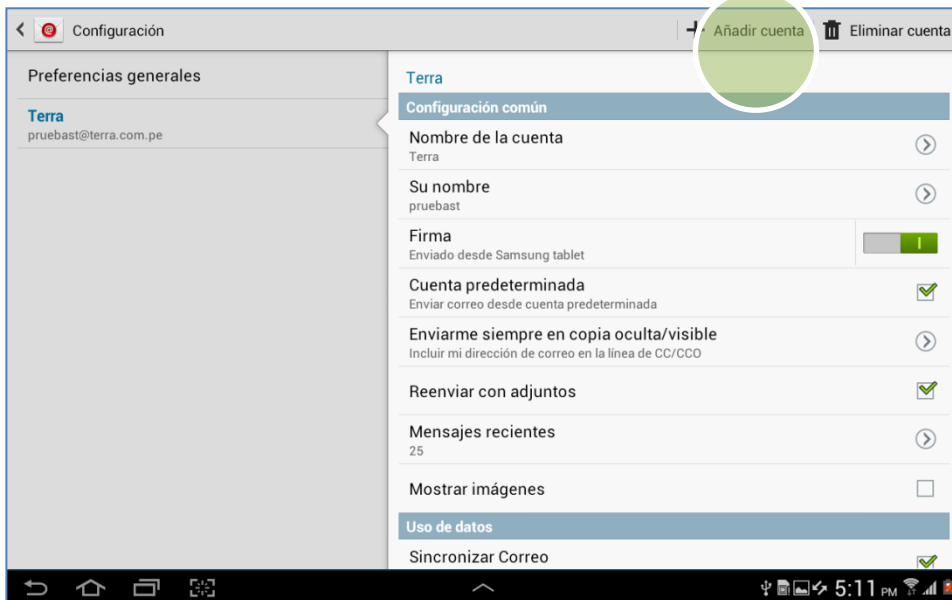 Configuración
Añadir cuenta
Eliminar cuenta
Preferencias generales
Terra
pruebast@terra.com.pe
Terra
Configuración común
Nombre de la cuenta
Terra
Su nombre
pruebast
Firma
Enviado desde Samsung tablet
Cuenta predeterminada
Enviar correo desde cuenta predeterminada
Enviarme siempre en copia oculta/visible
Incluir mi dirección de correo en la línea de CC/CCO
Reenviar con adjuntos
Mensajes recientes
25
Mostrar imágenes
Uso de datos
Sincronizar Correo
5:11 PM